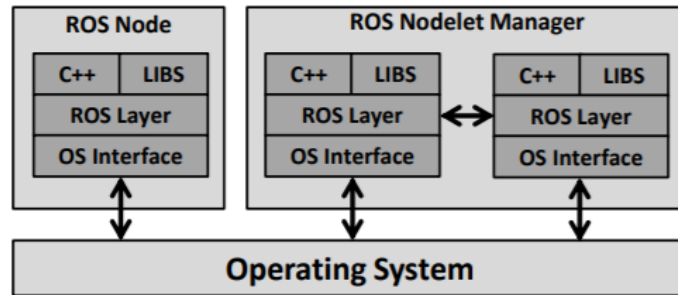 ROS Node
C++ LIBS
ROS Layer
OS Interface
ROS Nodelet Manager
C++ LIBS
ROS Layer
OS Interface
C++ LIBS
ROS Layer
OS Interface
Operating System